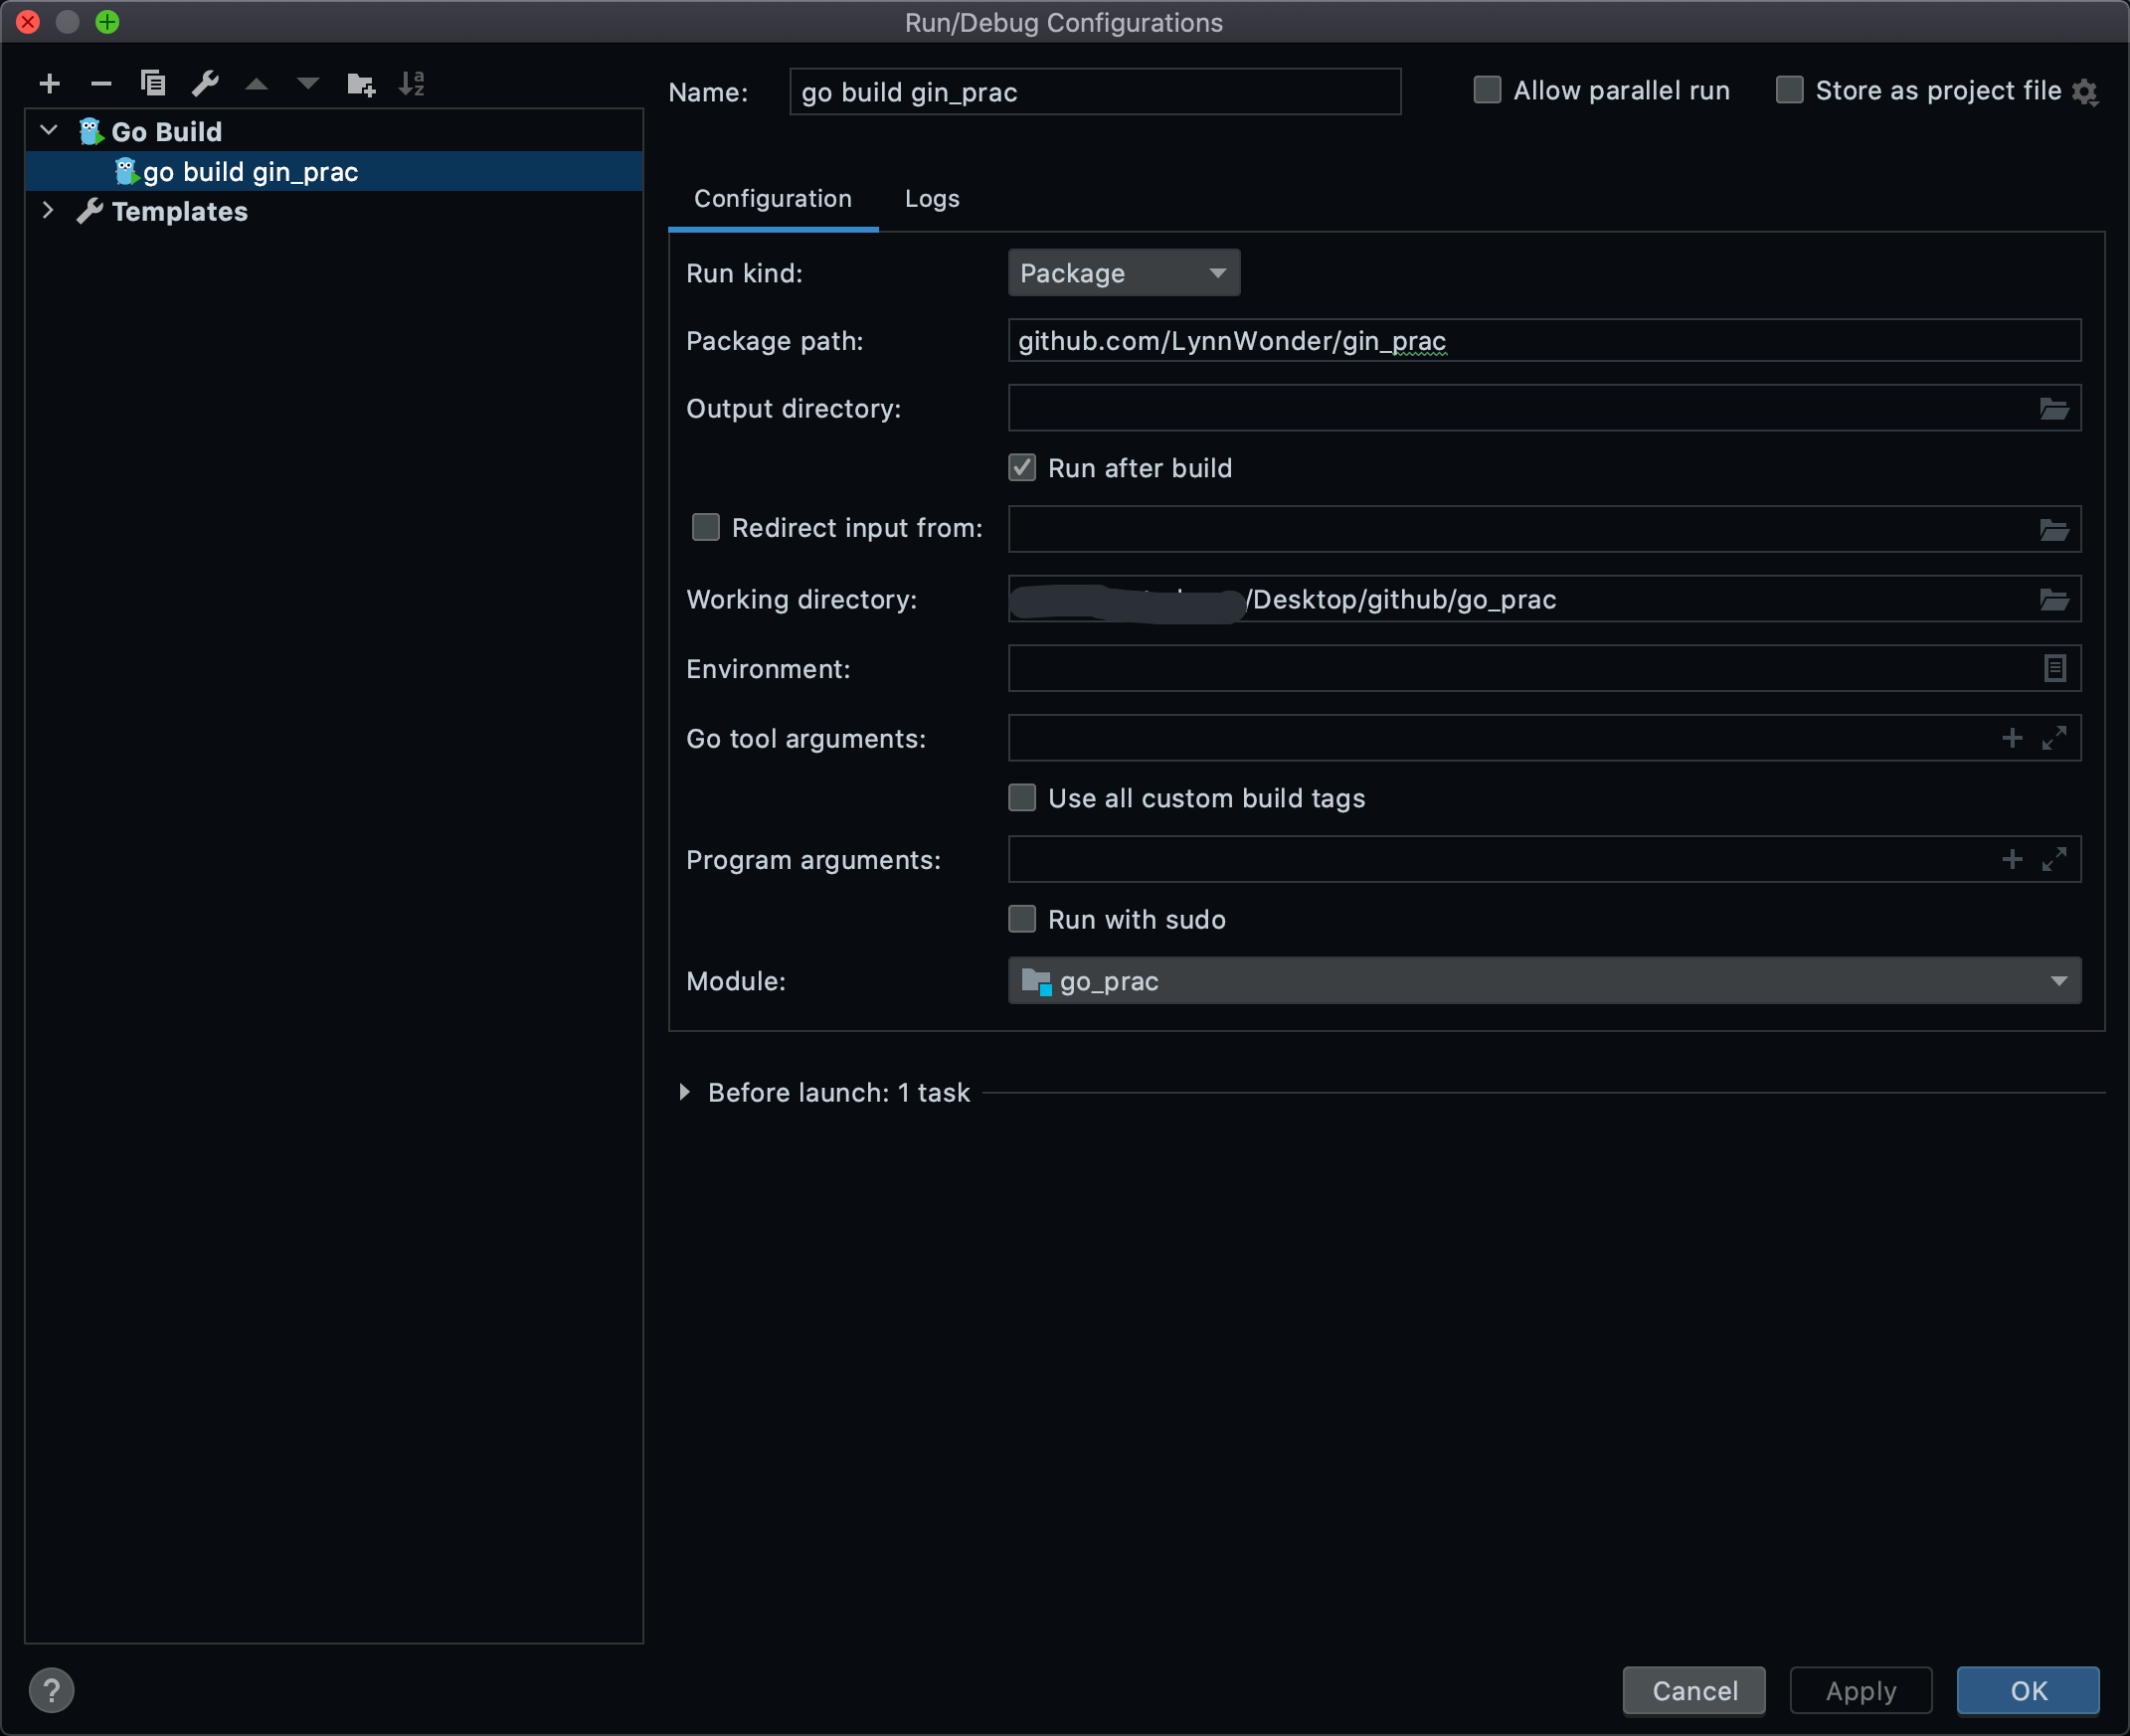 Run/Debug Configurations
Name: go build gin_prac Allow parallel run Store as project file
Go Build
go build gin_prac
Templates
Configuration Logs
Run kind: Package
Package path: github.com/LynnWonder/gin_prac
Output directory:
Run after build
Redirect input from:
Working directory: /Desktop/github/go_prac
Environment:
Go tool arguments:
Use all custom build tags
Program arguments:
Run with sudo
Module: go_prac
Before launch: 1 task
? Cancel Apply OK